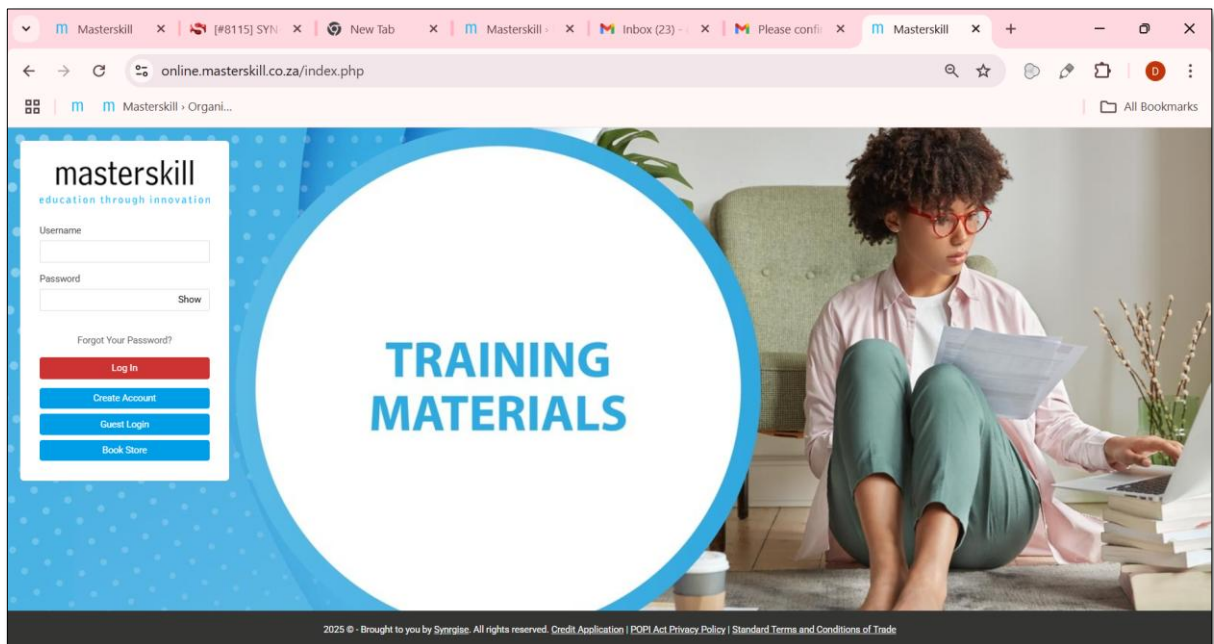 Masterskill
[#8115] SYN
New Tab
Masterskill ›
Inbox (23) -
Please confi
Masterskill
online.masterskill.co.za/index.php
D
Masterskill › Organi...
All Bookmarks
masterskill
education through innovation
Username
Password
Show
Forgot Your Password?
Log In
Create Account
Guest Login
Book Store
TRAINING
MATERIALS
2025 © - Brought to you by Synrgise. All rights reserved. Credit Application | POPI Act Privacy Policy | Standard Terms and Conditions of Trade